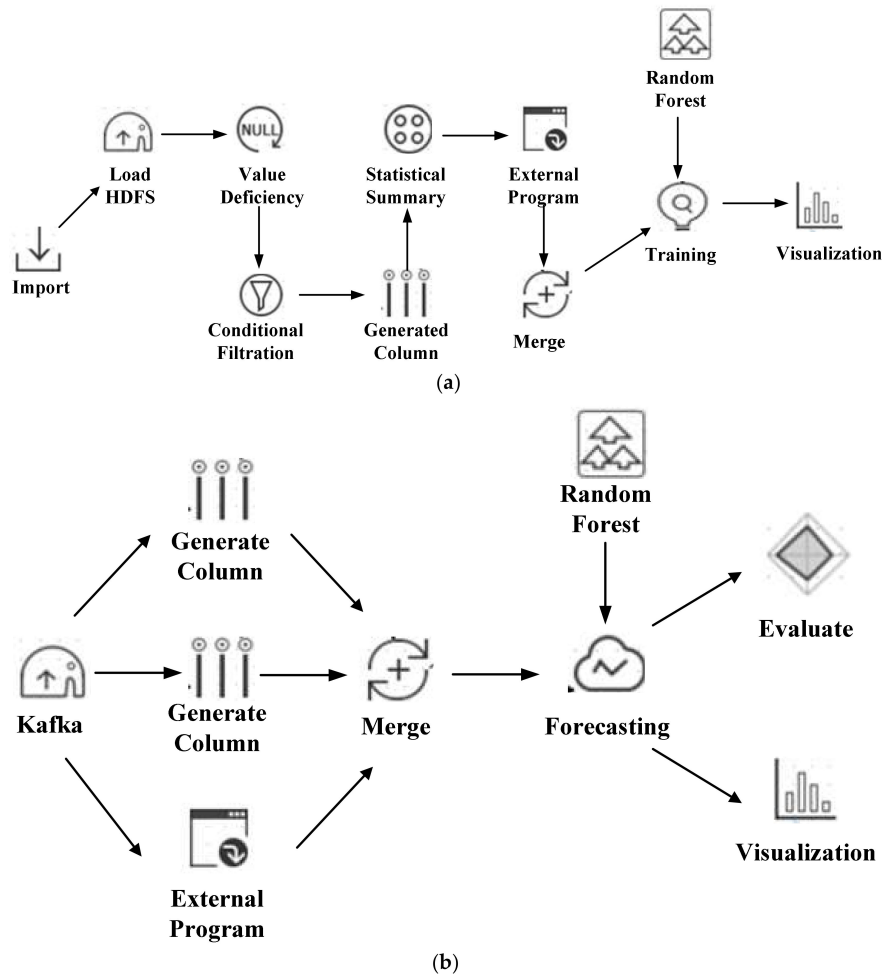 Random
Forest
NULL
Load
HDFS
Value
Deficiency
Statistical
Summary
External
Program
Import
Training
Visualization
Conditional
Filtration
Generated
Column
Merge
(a)
Random
Forest
Generate
Column
Evaluate
Kafka
Generate
Column
Merge
Forecasting
External
Program
Visualization
(b)